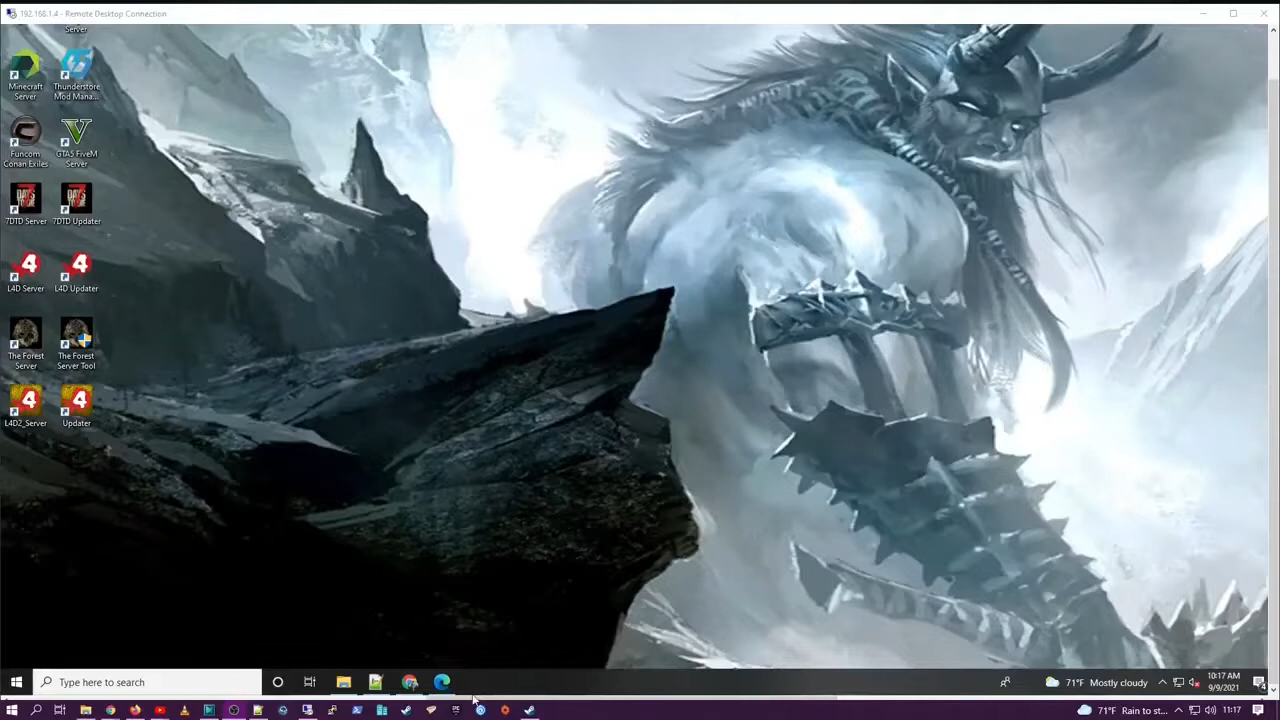 192.168.1.4 - Remote Desktop Connection
Server
Minecraft
Server
Thunderstore
Mod Mana...
Funcom
Conan Exiles
GTA5 FiveM
Server
7DTD Server
7DTD Updater
L4D Server
L4D Updater
The Forest
Server
The Forest
Server Tool
L4D2_Server
Updater
Type here to search
71°F Mostly cloudy
10:17 AM
9/9/2021
4
71°F Rain to st...
11:17